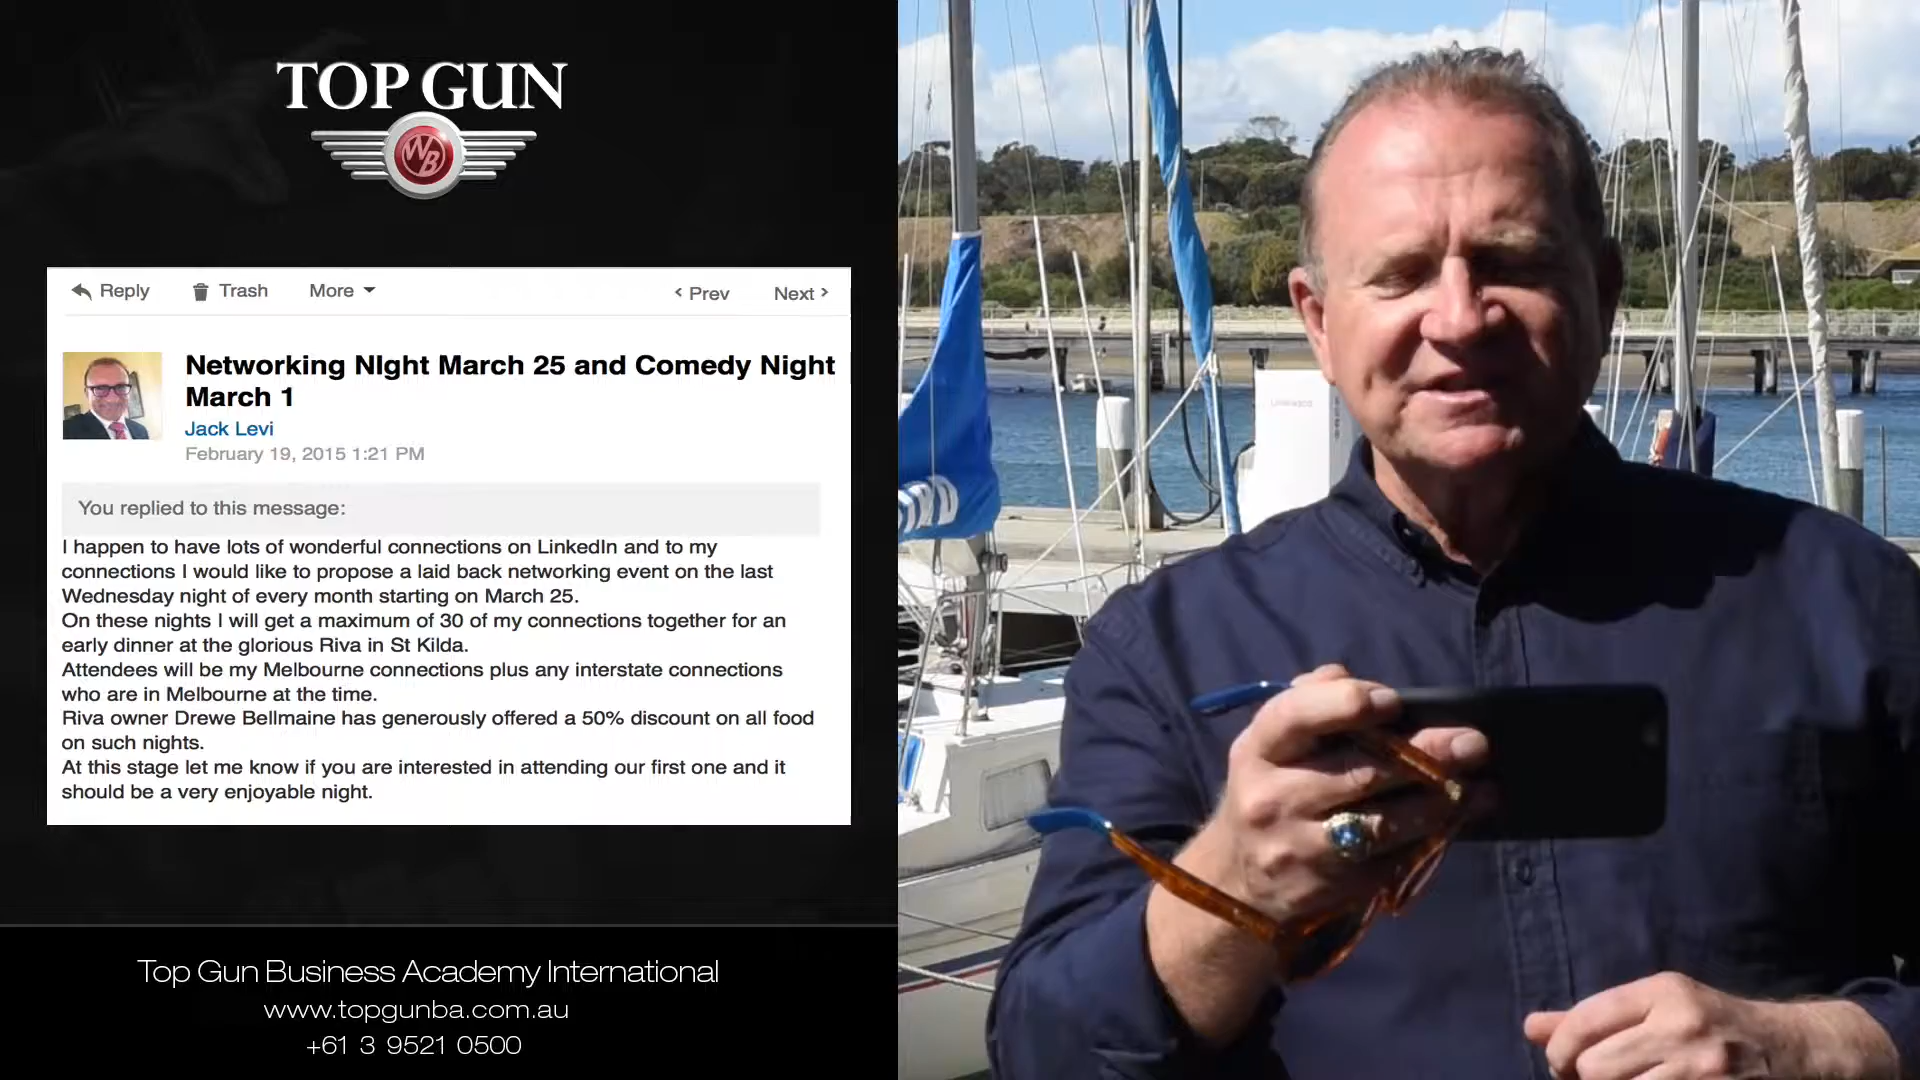 TOP GUN
WB
Reply Trash More < Prev Next >
Networking NIght March 25 and Comedy Night
March 1
Jack Levi
February 19, 2015 1:21 PM
You replied to this message:
I happen to have lots of wonderful connections on LinkedIn and to my
connections I would like to propose a laid back networking event on the last
Wednesday night of every month starting on March 25.
On these nights I will get a maximum of 30 of my connections together for an
early dinner at the glorious Riva in St Kilda.
Attendees will be my Melbourne connections plus any interstate connections
who are in Melbourne at the time.
Riva owner Drewe Bellmaine has generously offered a 50% discount on all food
on such nights.
At this stage let me know if you are interested in attending our first one and it
should be a very enjoyable night.
Top Gun Business Academy International
www.topgunba.com.au
+61 3 9521 0500